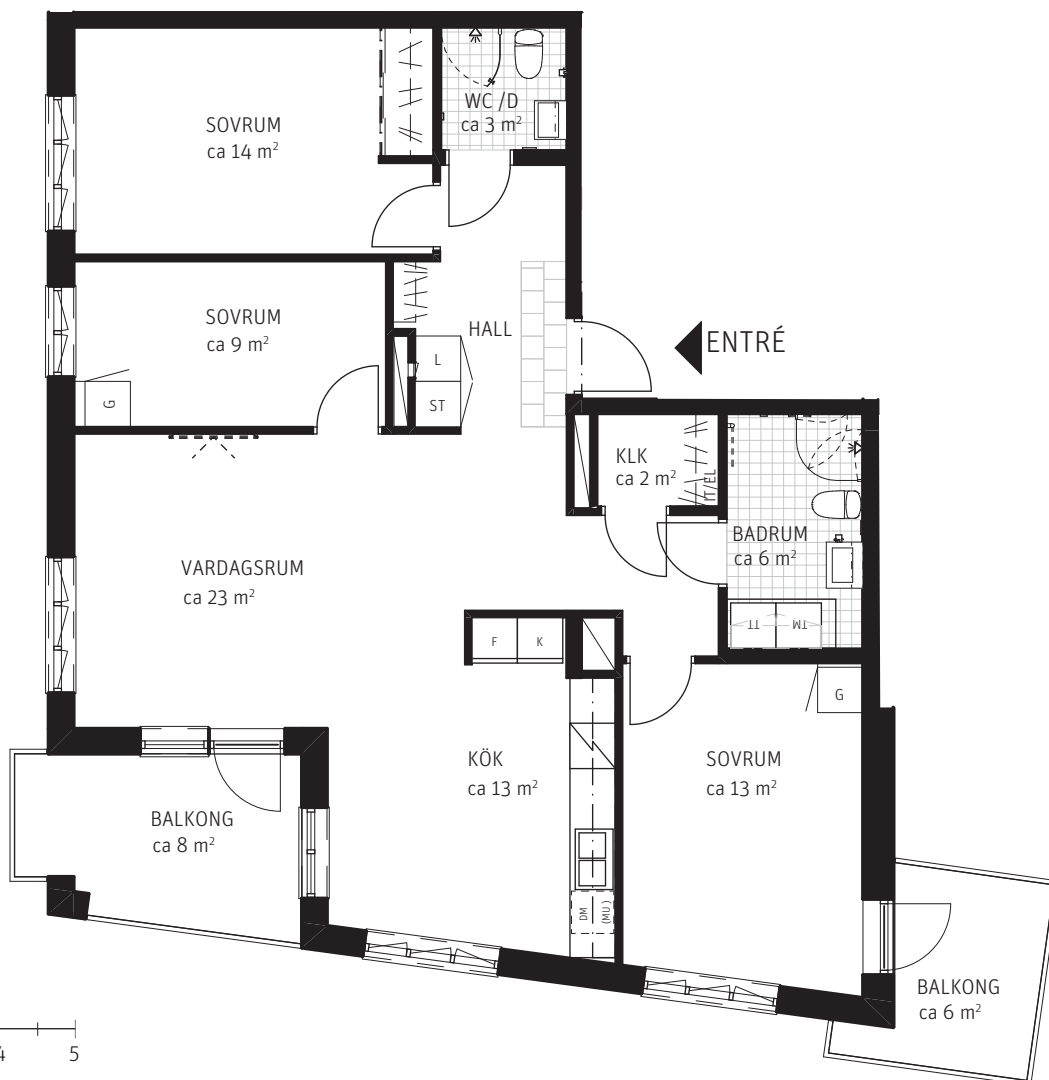 WC /D
ca 3 m²
SOVRUM
ca 14 m²
SOVRUM
ca 9 m²
HALL
ENTRÉ
L
ST
G
KLK
ca 2 m²
IT/EL
BADRUM
ca 6 m²
TT
TM
VARDAGSRUM
ca 23 m²
F
K
G
KÖK
ca 13 m²
SOVRUM
ca 13 m²
BALKONG
ca 8 m²
DM
(MU)
BALKONG
ca 6 m²
4
5